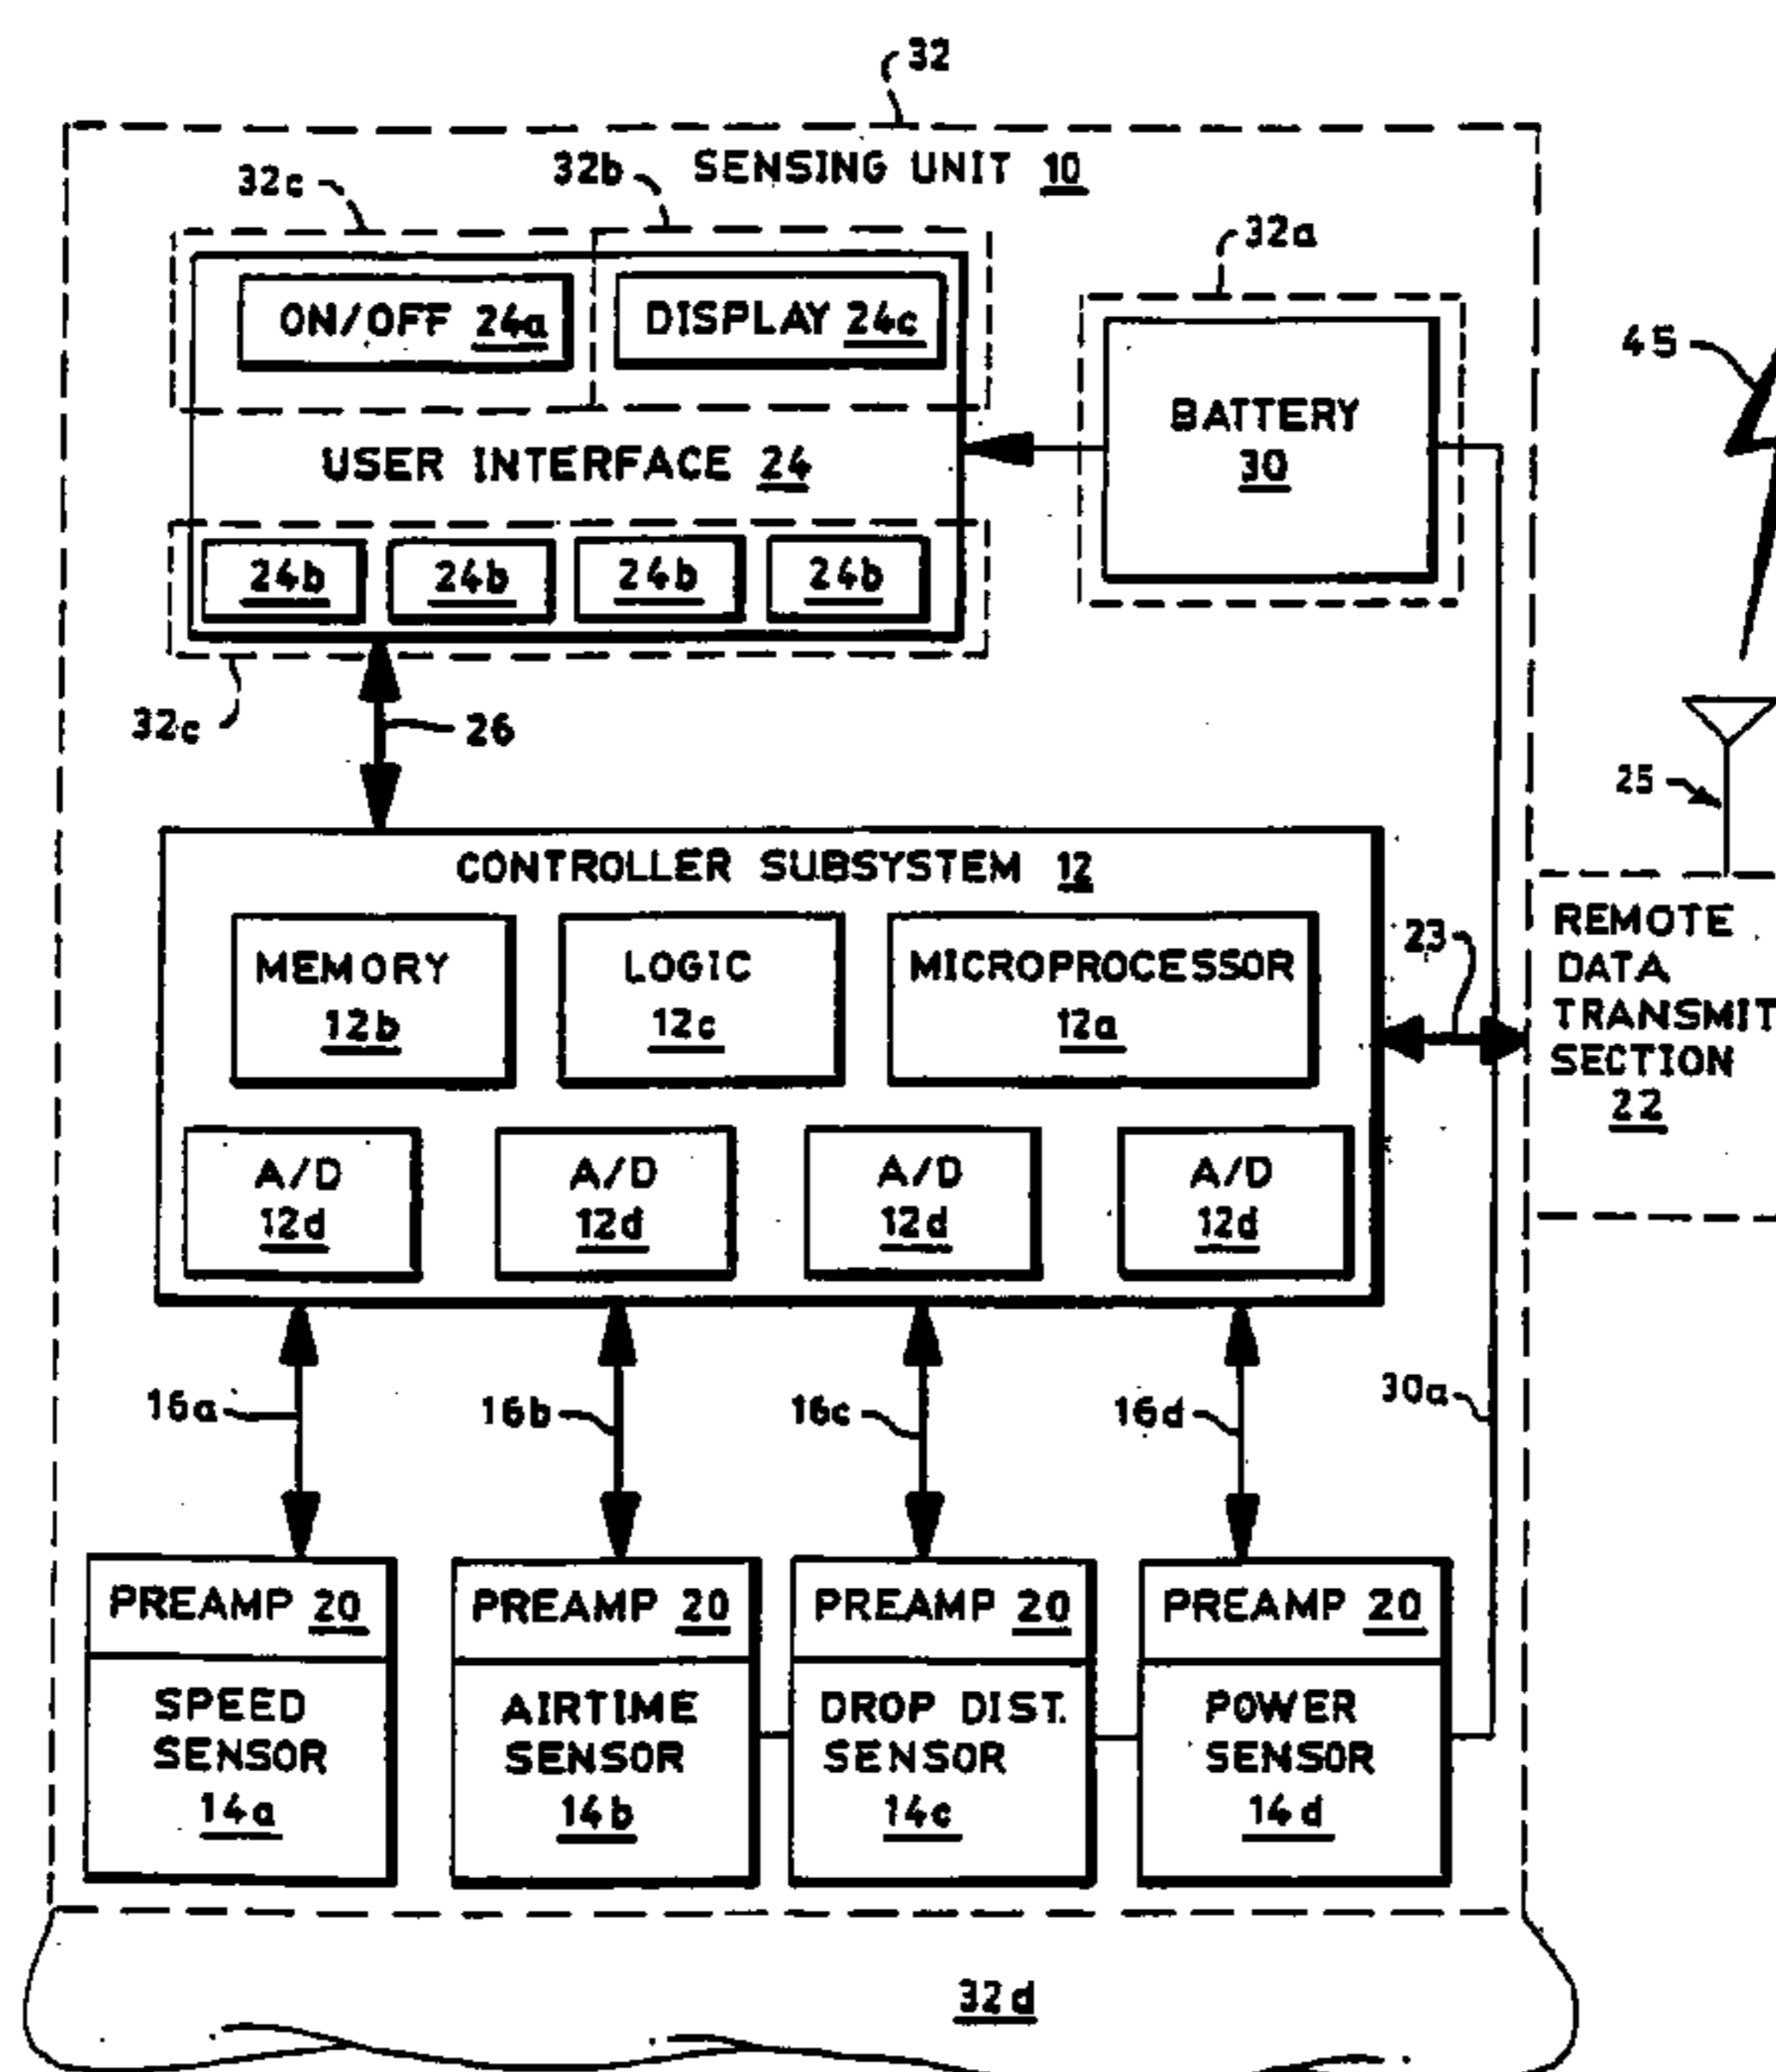 32
SENSING UNIT 10
32c
32b
32a
ON/OFF 24a
DISPLAY 24c
45
BATTERY
30
USER INTERFACE 24
24b
24b
24b
24b
32c
26
25
CONTROLLER SUBSYSTEM 12
MEMORY
12b
LOGIC
12c
MICROPROCESSOR
12a
23
REMOTE
DATA
TRANSMIT
SECTION
22
A/D
12d
A/D
12d
A/D
12d
A/D
12d
16a
16b
16c
16d
30a
PREAMP 20
PREAMP 20
PREAMP 20
PREAMP 20
SPEED
SENSOR
14a
AIRTIME
SENSOR
14b
DROP DIST.
SENSOR
14c
POWER
SENSOR
14d
32d